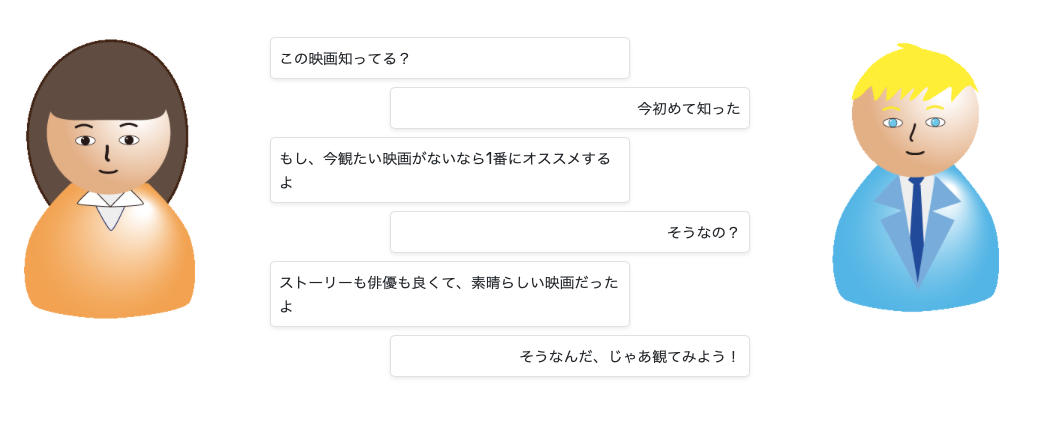 この映画知ってる？
今初めて知った
もし、今観たい映画がないなら1番にオススメする
よ
そうなの？
ストーリーも俳優も良くて、素晴らしい映画だった
よ
そうなんだ、じゃあ観てみよう！